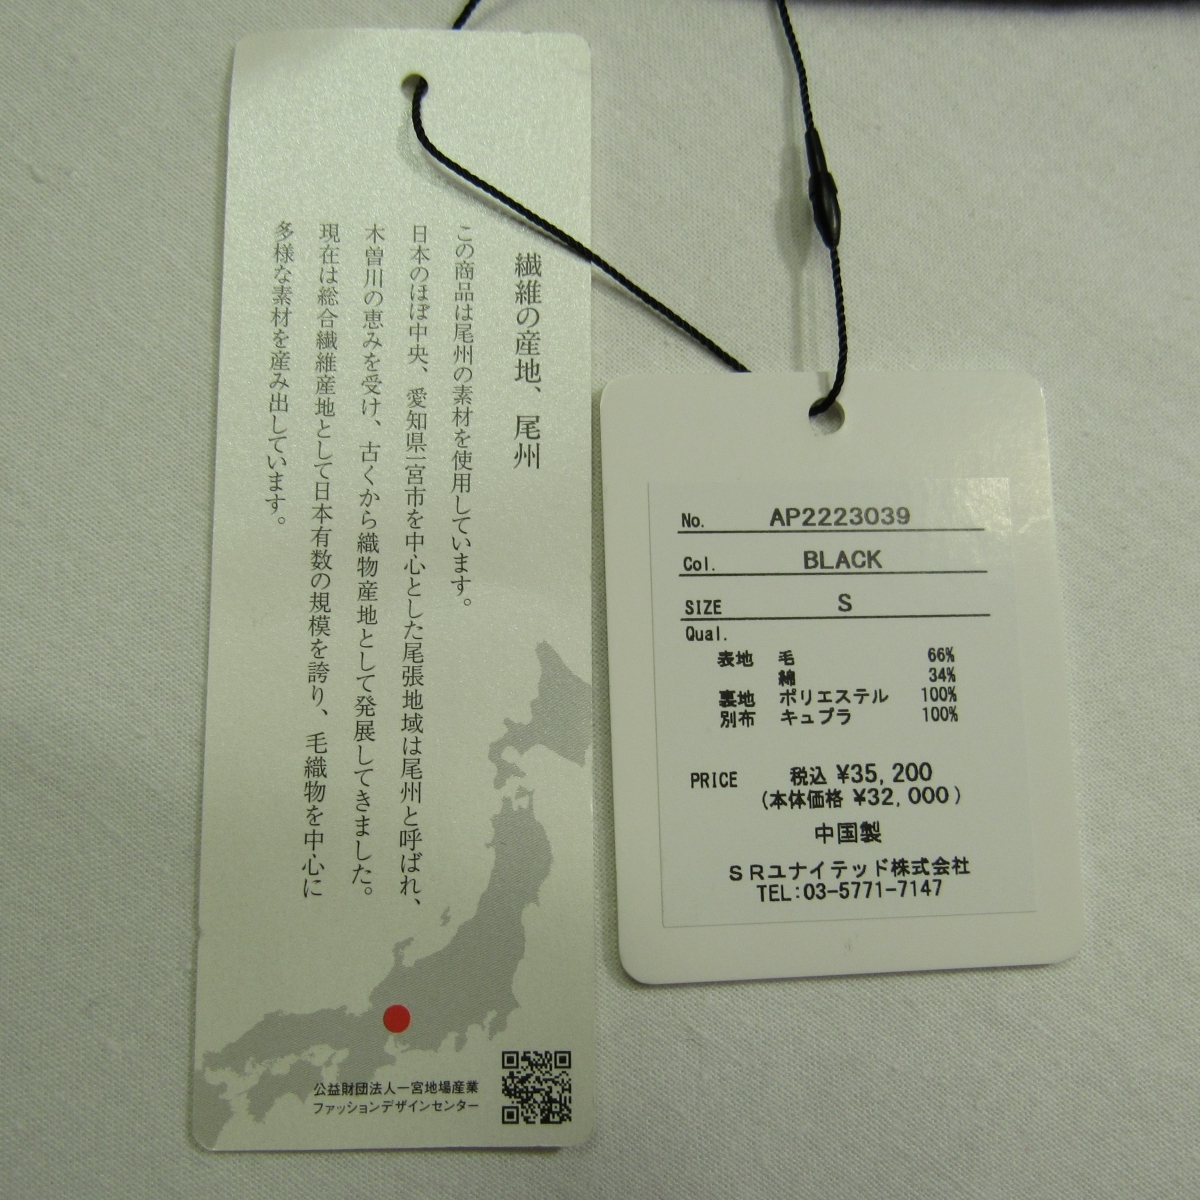 繊維の産地、尾州
この商品は尾州の素材を使用しています。
日本のほぼ中央、愛知県一宮市を中心とした尾張地域は尾州と呼ばれ、
木曽川の恵みを受け、古くから織物産地として発展してきました。
現在は総合繊維産地として日本有数の規模を誇り、毛織物を中心に
多様な素材を産み出しています。
公益財団法人一宮地場産業
ファッションデザインセンター
No. AP2223039
Col. BLACK
SIZE S
Qual.
表地 毛 66%
綿 34%
裏地 ポリエステル 100%
別布 キュプラ 100%
PRICE 税込 ¥35,200
(本体価格 ¥32,000)
中国製
SRユナイテッド株式会社
TEL:03-5771-7147